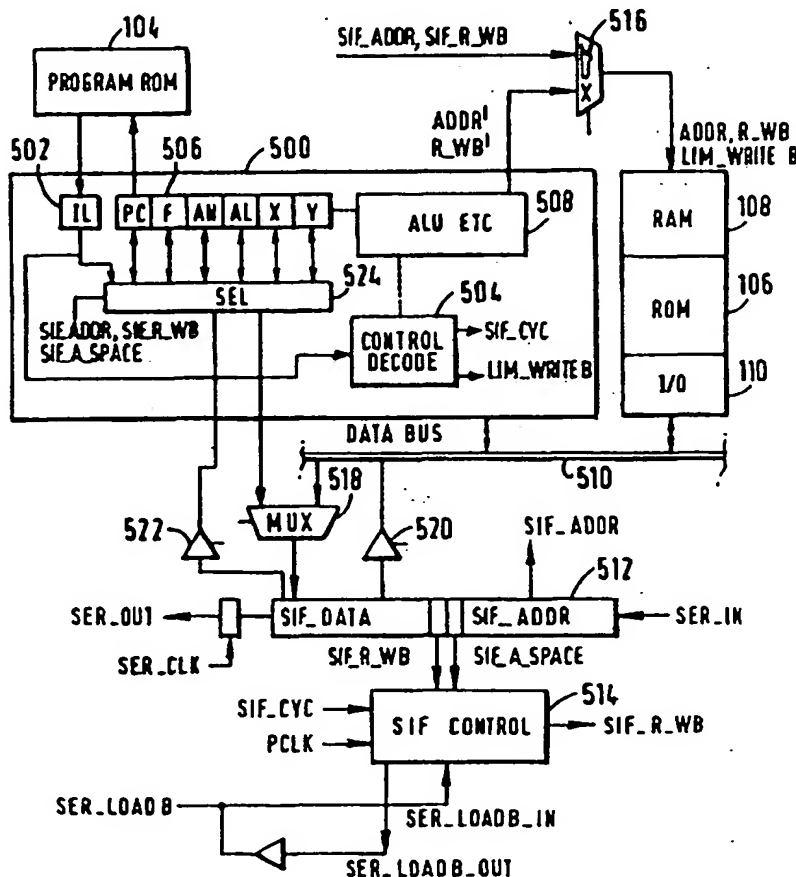 104
PROGRAM ROM
SIF_ADDR, SIF_R_WB
516
MUX
ADDR'
R_WB'
ADDR, R_WB
LIM_WRITE B
502
506
500
IL
PC F AH AL X Y
ALU ETC
508
RAM
108
SEL
524
504
ROM
106
SIF_ADDR, SIF_R_WB
SIF_A_SPACE
CONTROL
DECODE
SIF_CYC
LIM_WRITE B
I/O
110
DATA BUS
510
518
MUX
522
520
SIF_ADDR
512
SER_OUT
SIF_DATA
SIF_ADDR
SER_IN
SER_CLK
SIF_R_WB
SIF_A_SPACE
514
SIF_CYC
PCLK
SIF CONTROL
SIF_R_WB
SER_LOADB
SER_LOADB_IN
SER_LOADB_OUT